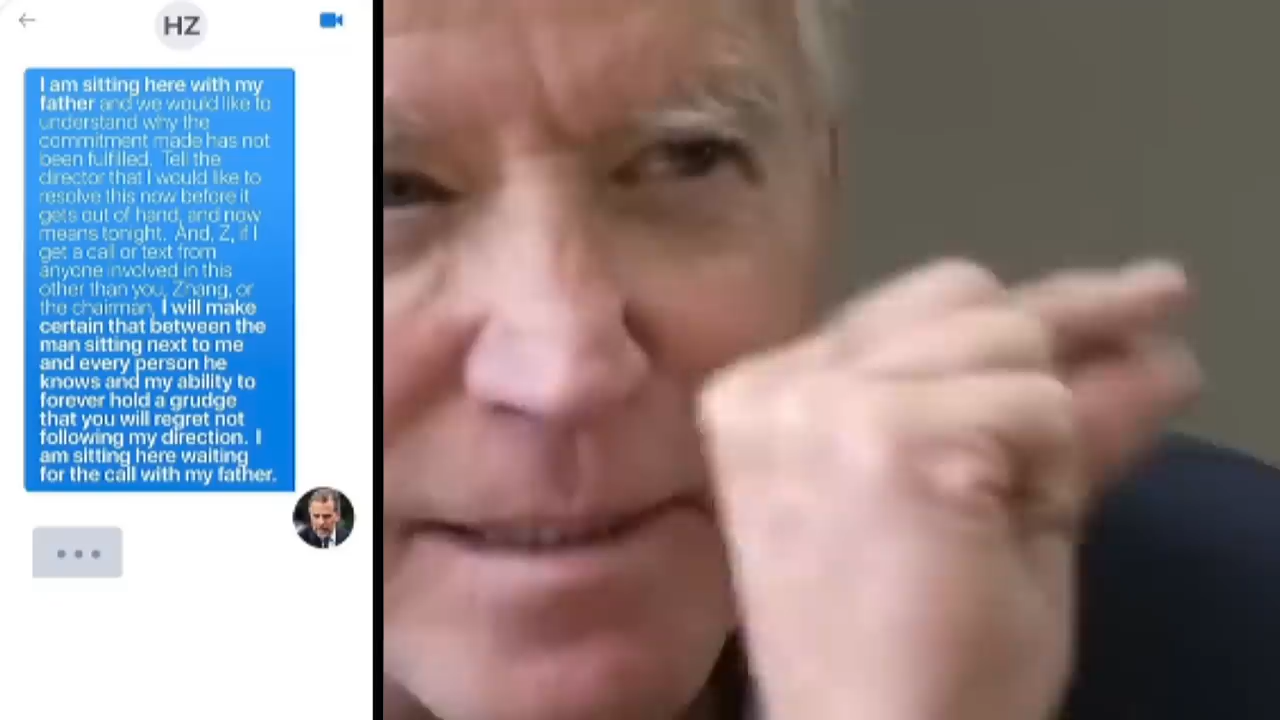 HZ
I am sitting here with my
father and we would like to
understand why the
commitment made has not
been fulfilled. Tell the
director that I would like to
resolve this now before it
gets out of hand, and now
means tonight. And, Z, if I
get a call or text from
anyone involved in this
other than you, Zhang, or
the chairman, I will make
certain that between the
man sitting next to me
and every person he
knows and my ability to
forever hold a grudge
that you will regret not
following my direction. I
am sitting here waiting
for the call with my father.